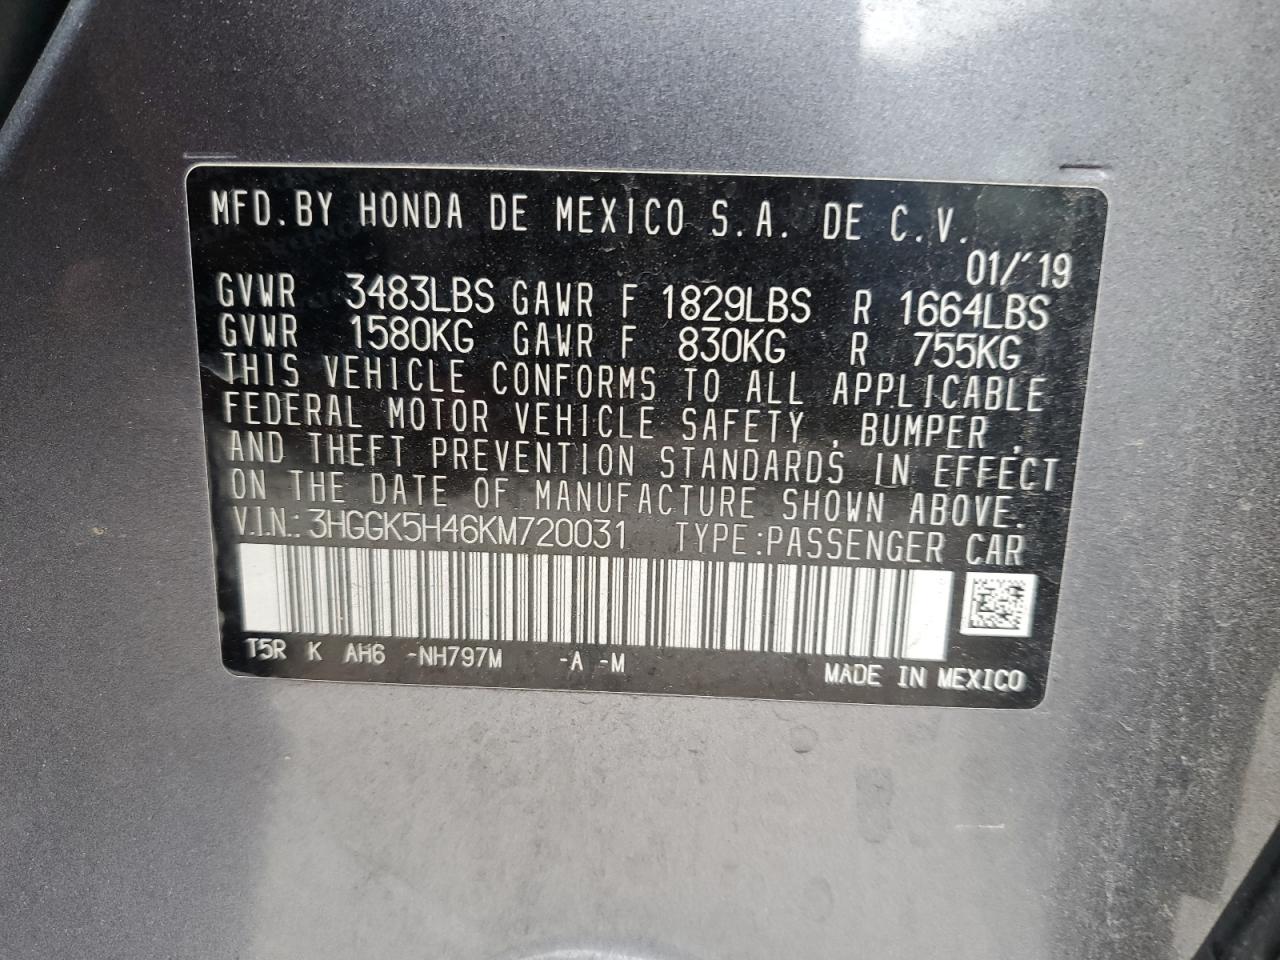 MFD.BY HONDA DE MEXICO S.A. DE C.V.
01/´19
GVWR 3483LBS GAWR F 1829LBS R 1664LBS
GVWR 1580KG GAWR F 830KG R 755KG
THIS VEHICLE CONFORMS TO ALL APPLICABLE
FEDERAL MOTOR VEHICLE SAFETY , BUMPER ,
AND THEFT PREVENTION STANDARDS IN EFFECT
ON THE DATE OF MANUFACTURE SHOWN ABOVE.
V.I.N.: 3HGGK5H46KM720031 TYPE:PASSENGER CAR
T5R K AH6 -NH797M -A -M
MADE IN MEXICO